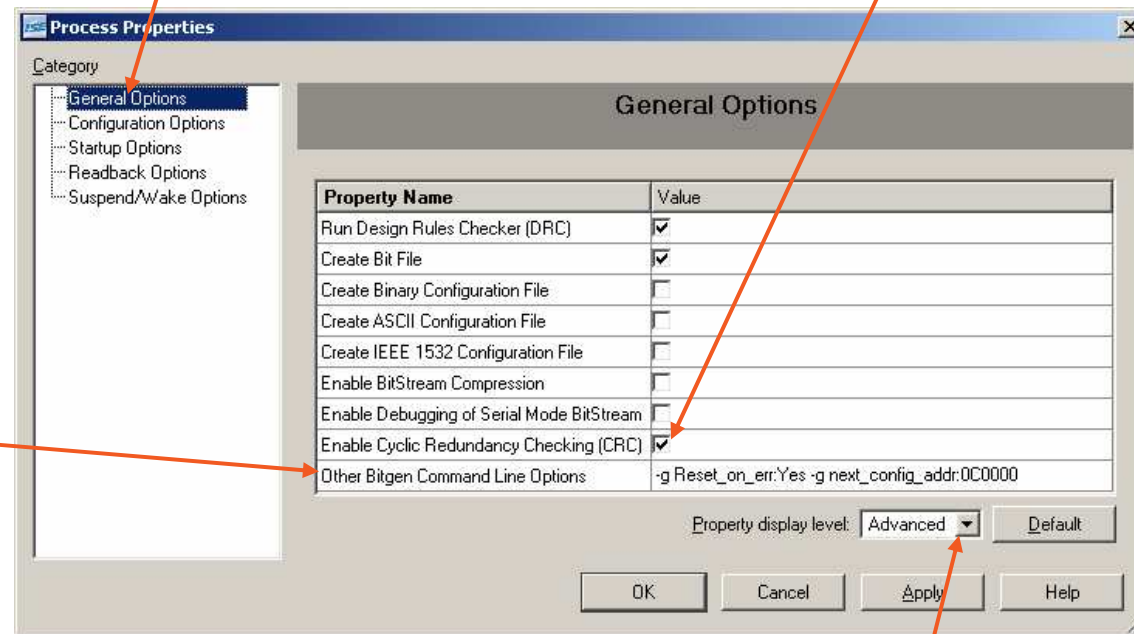 ISE Process Properties
Category
General Options
Configuration Options
Startup Options
Readback Options
Suspend/Wake Options
General Options
Property Name Value
Run Design Rules Checker (DRC)
Create Bit File
Create Binary Configuration File
Create ASCII Configuration File
Create IEEE 1532 Configuration File
Enable BitStream Compression
Enable Debugging of Serial Mode BitStream
Enable Cyclic Redundancy Checking (CRC)
Other Bitgen Command Line Options -g Reset_on_err:Yes -g next_config_addr:0C0000
Property display level: Advanced Default
OK Cancel Apply Help